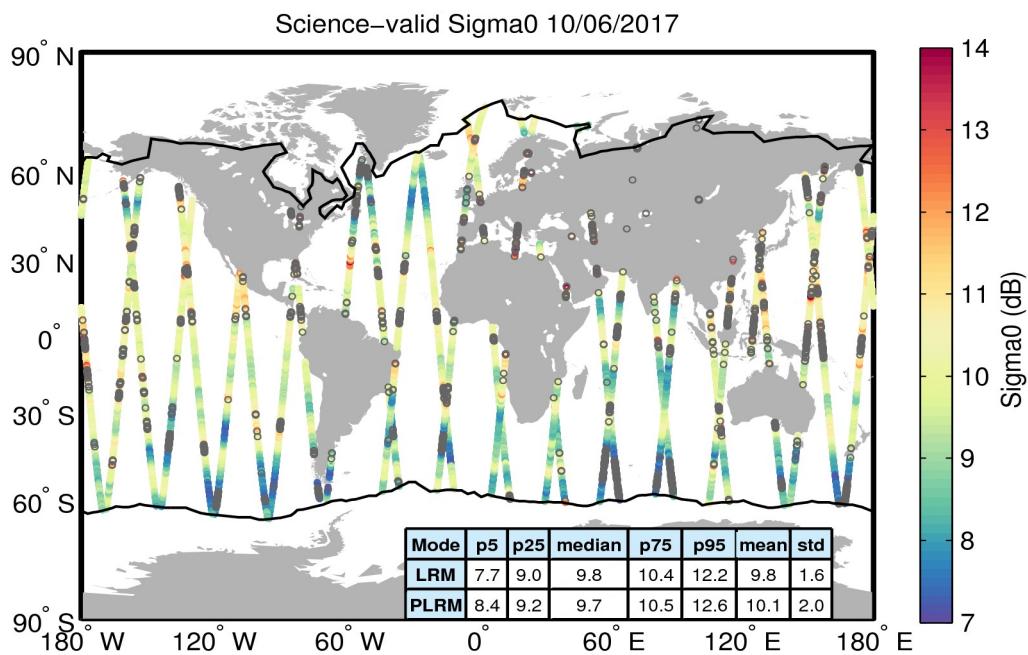 Science−valid Sigma0 10/06/2017
90° N
60° N
30° N
0°
30° S
60° S
90° S
180° W
120° W
60° W
0°
60° E
120° E
180° E
14
13
12
11
10
9
8
7
Sigma0 (dB)
Mode p5 p25 median p75 p95 mean std
LRM 7.7 9.0 9.8 10.4 12.2 9.8 1.6
PLRM 8.4 9.2 9.7 10.5 12.6 10.1 2.0